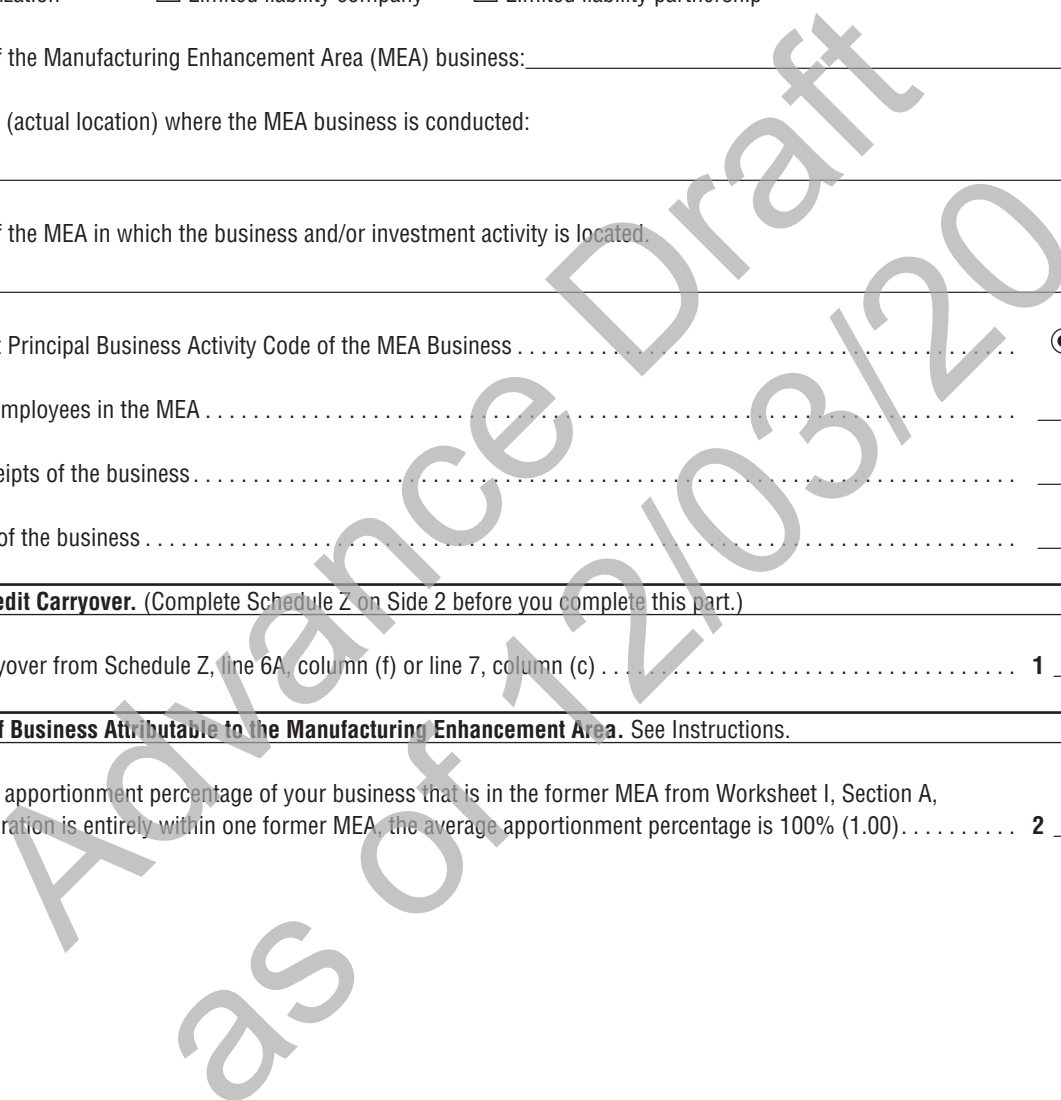 ization Limited liability company Limited liability partnership
f the Manufacturing Enhancement Area (MEA) business:
(actual location) where the MEA business is conducted:
f the MEA in which the business and/or investment activity is located.
t Principal Business Activity Code of the MEA Business
mployees in the MEA
eipts of the business
of the business
edit Carryover. (Complete Schedule Z on Side 2 before you complete this part.)
yover from Schedule Z, line 6A, column (f) or line 7, column (c) 1
f Business Attributable to the Manufacturing Enhancement Area. See Instructions.
apportionment percentage of your business that is in the former MEA from Worksheet I, Section A,
ration is entirely within one former MEA, the average apportionment percentage is 100% (1.00) 2
Advance Draft
as of 12/03/20